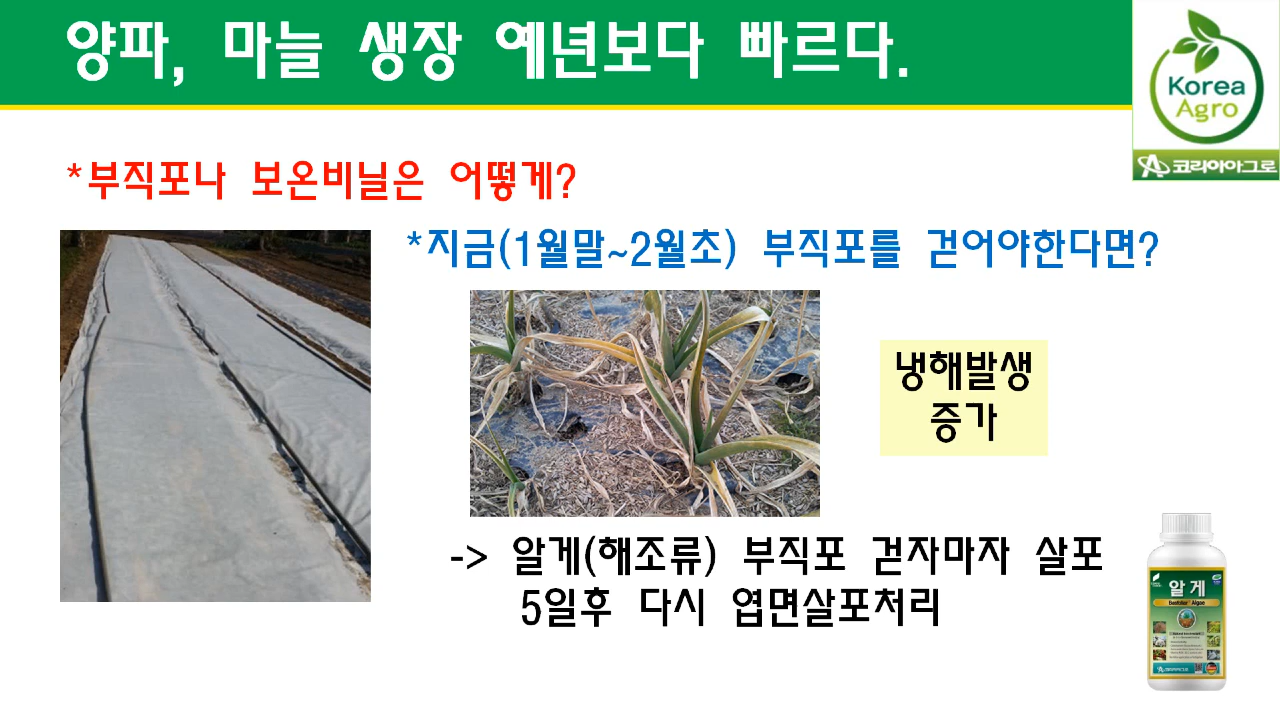 양파, 마늘 생장 예년보다 빠르다.
Korea
Agro
코리아아그로
*부직포나 보온비닐은 어떻게?
*지금(1월말~2월초) 부직포를 걷어야한다면?
냉해발생
증가
-> 알게(해조류) 부직포 걷자마자 살포
5일후 다시 엽면살포처리
알게